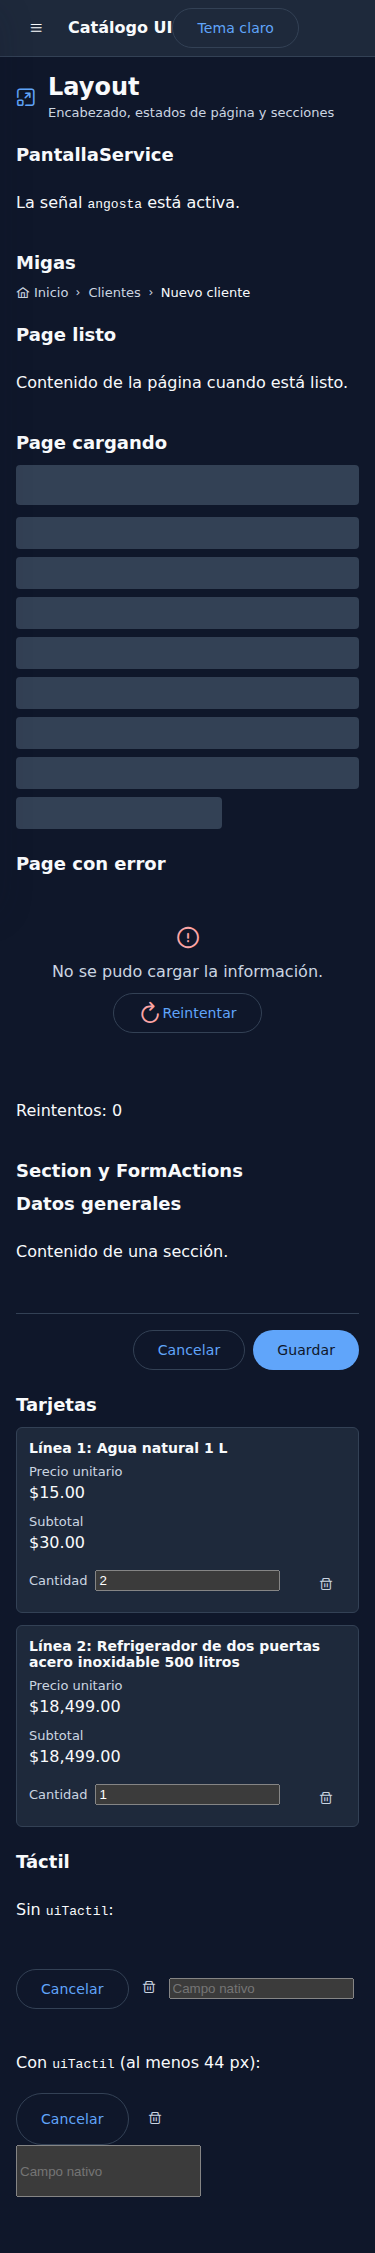 Catálogo UI
Tema claro
Layout
Encabezado, estados de página y secciones
PantallaService
La señal angosta está activa.
Migas
Inicio › Clientes › Nuevo cliente
Page listo
Contenido de la página cuando está listo.
Page cargando
Page con error
No se pudo cargar la información.
Reintentar
Reintentos: 0
Section y FormActions
Datos generales
Contenido de una sección.
Cancelar
Guardar
Tarjetas
Línea 1: Agua natural 1 L
Precio unitario
$15.00
Subtotal
$30.00
Cantidad 2
Línea 2: Refrigerador de dos puertas
acero inoxidable 500 litros
Precio unitario
$18,499.00
Subtotal
$18,499.00
Cantidad 1
Táctil
Sin uiTactil:
Cancelar
Campo nativo
Con uiTactil (al menos 44 px):
Cancelar
Campo nativo